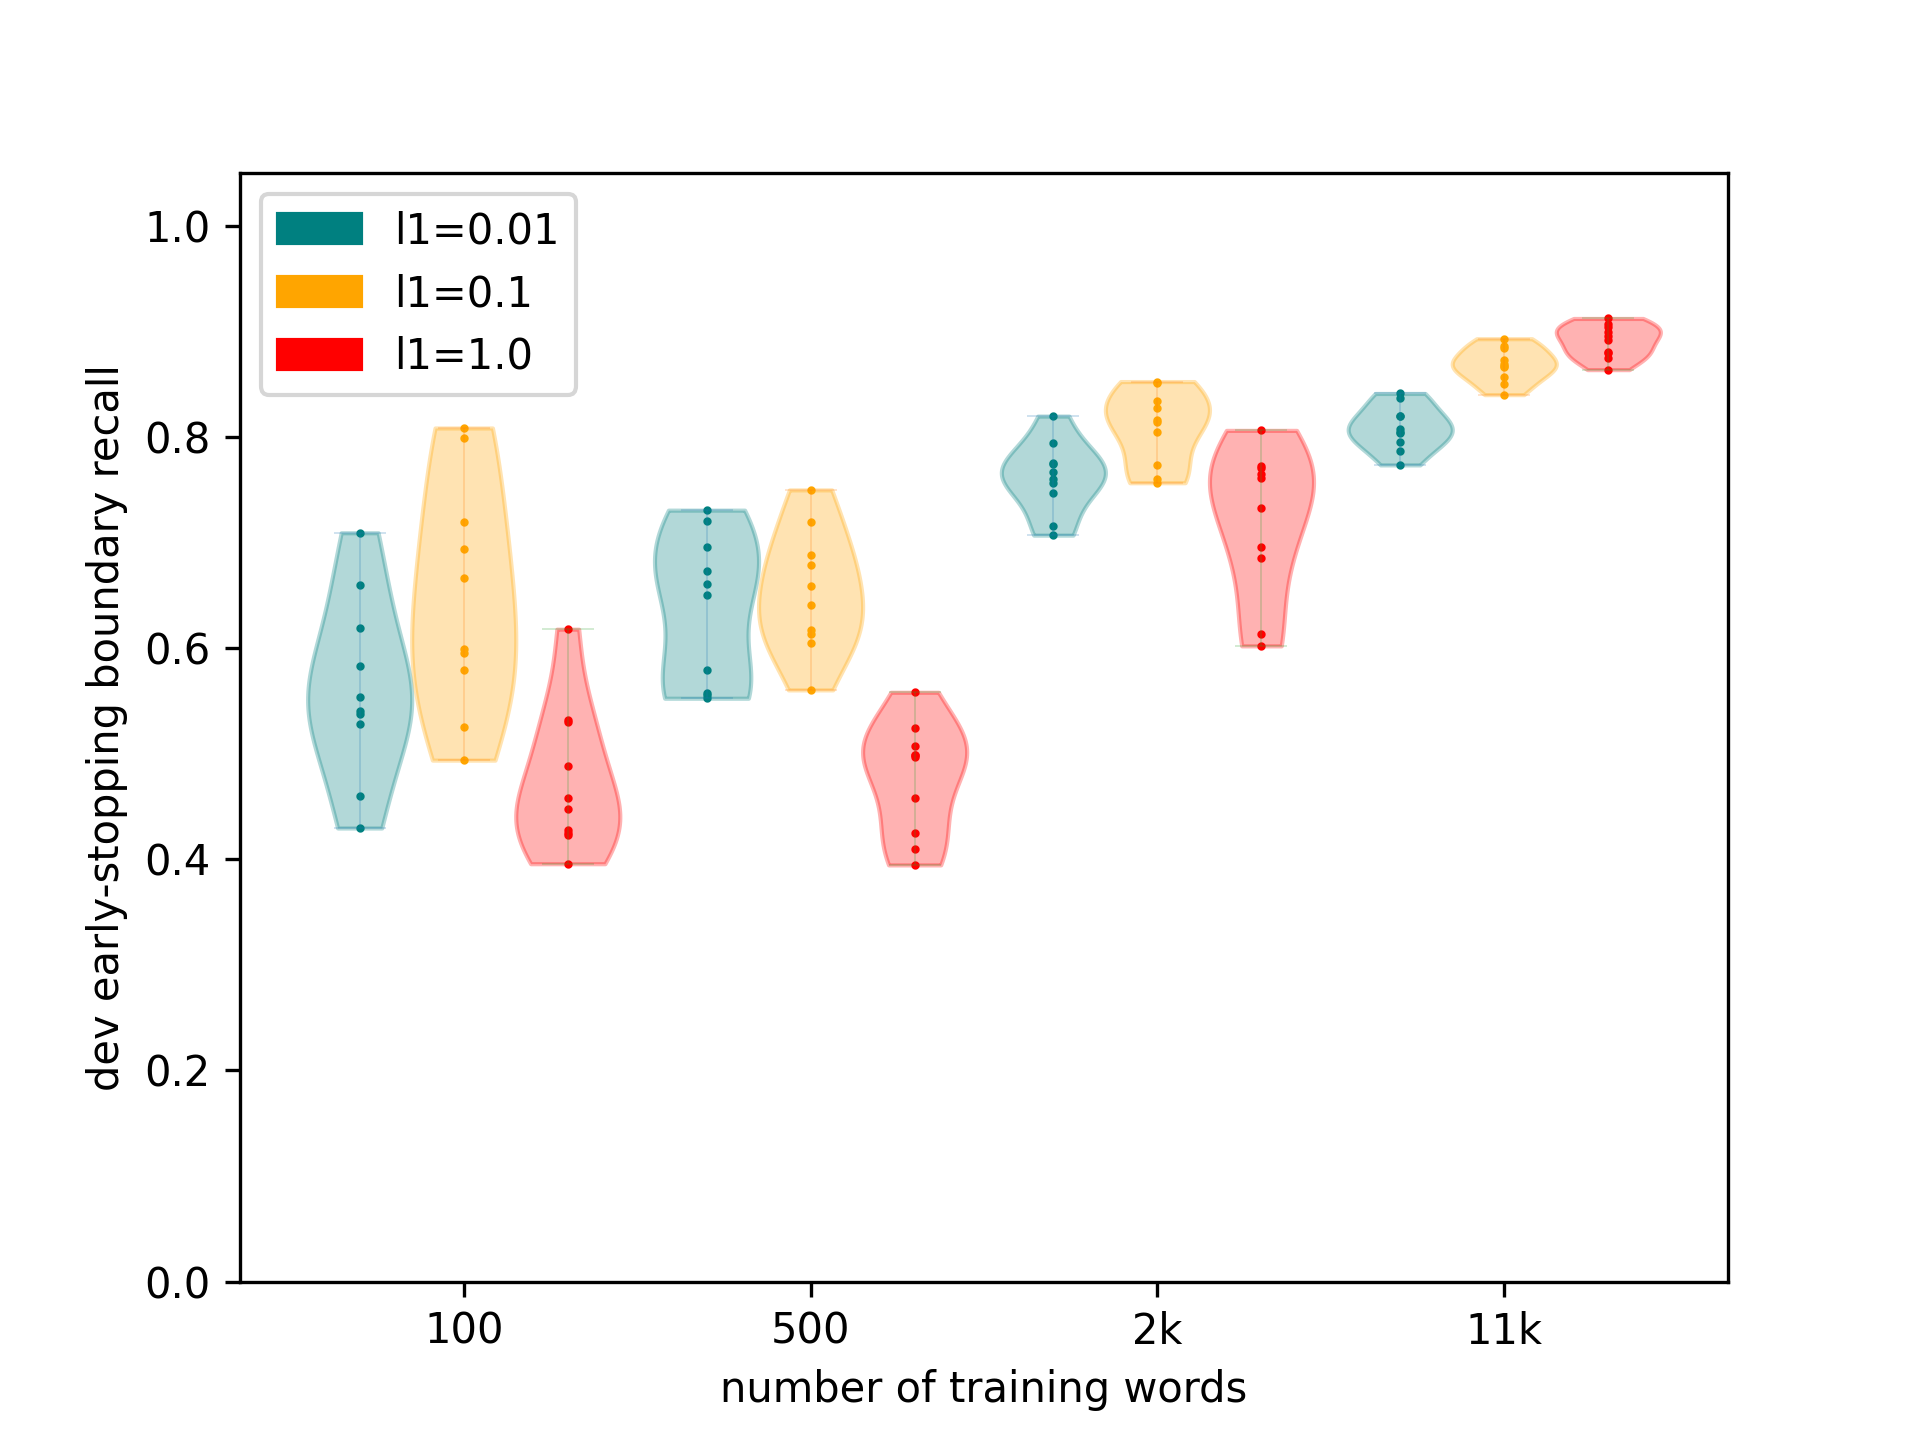 l1=0.01
l1=0.1
l1=1.0
dev early-stopping boundary recall
1.0
0.8
0.6
0.4
0.2
0.0
100 500 2k 11k
number of training words